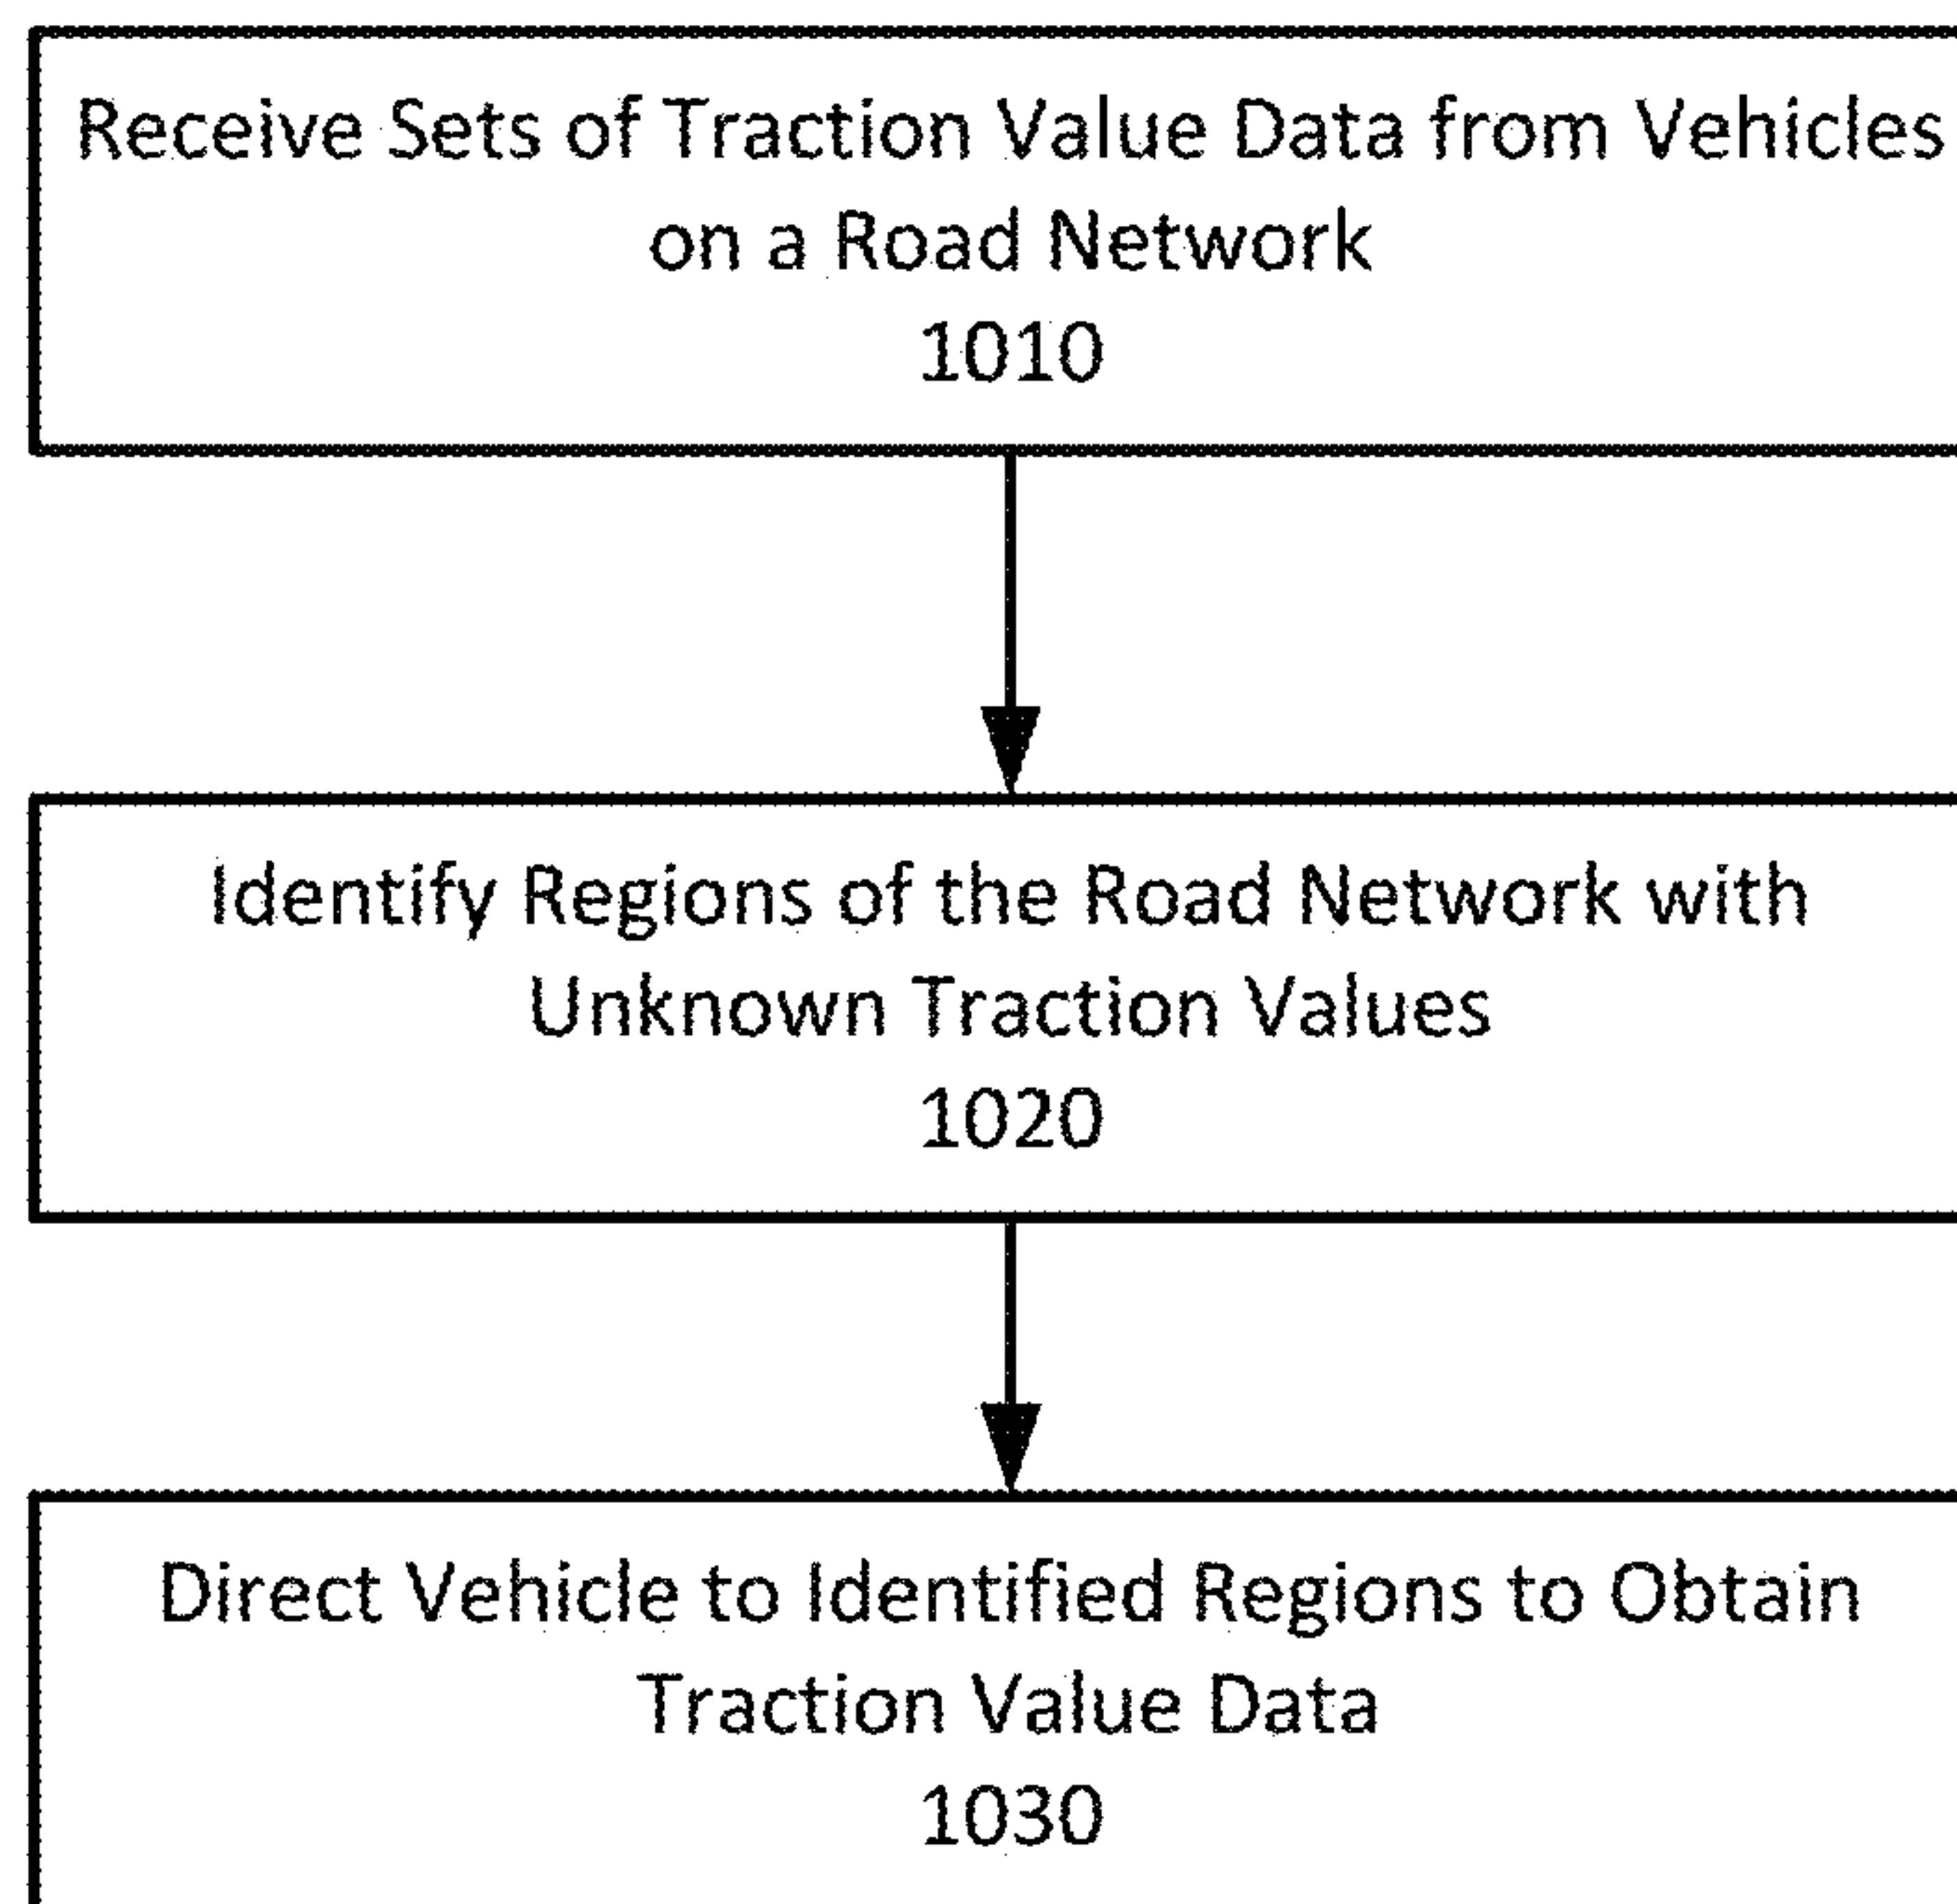 Receive Sets of Traction Value Data from Vehicles
on a Road Network
1010
Identify Regions of the Road Network with
Unknown Traction Values
1020
Direct Vehicle to Identified Regions to Obtain
Traction Value Data
1030